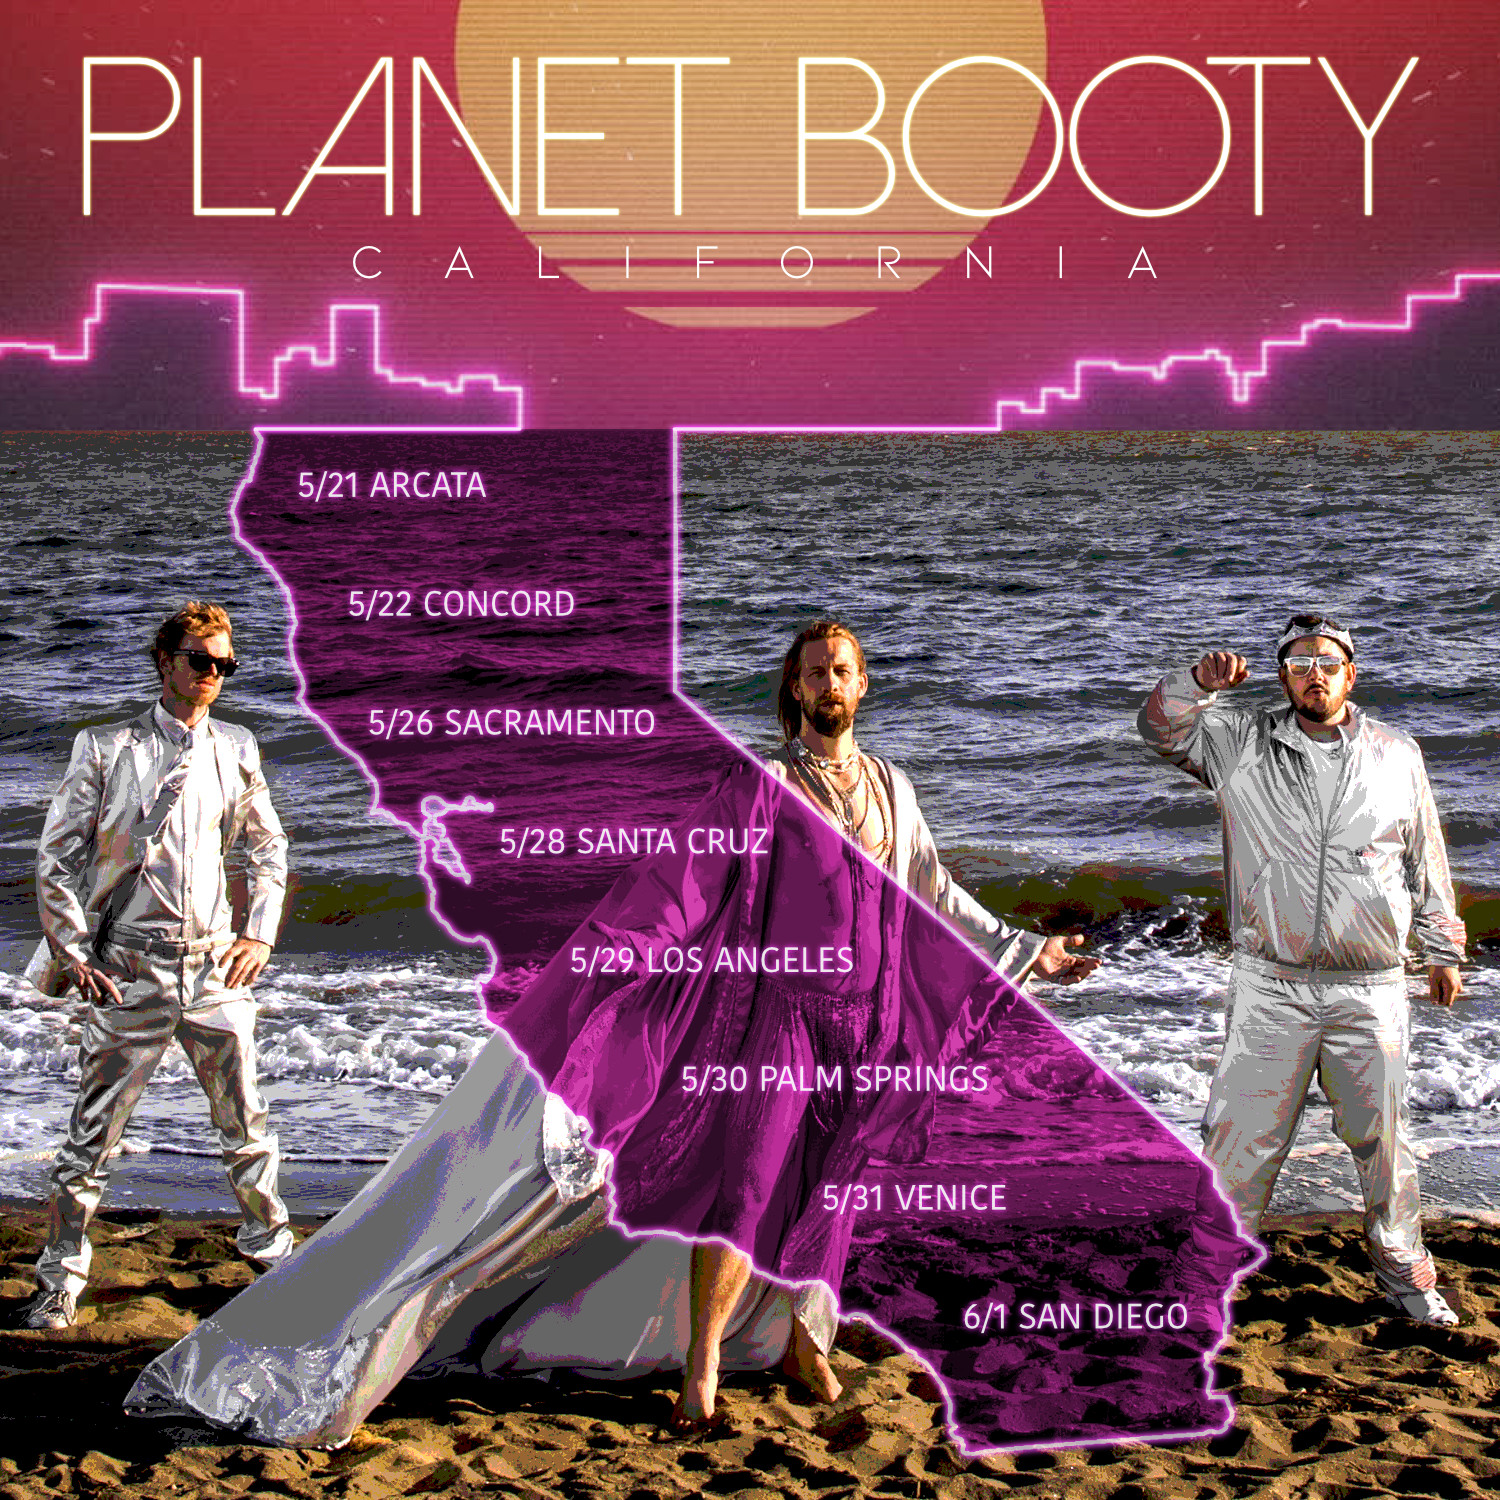 PLANET BOOTY
CALIFORNIA
5/21 ARCATA
5/22 CONCORD
5/26 SACRAMENTO
5/28 SANTA CRUZ
5/29 LOS ANGELES
5/30 PALM SPRINGS
5/31 VENICE
6/1 SAN DIEGO